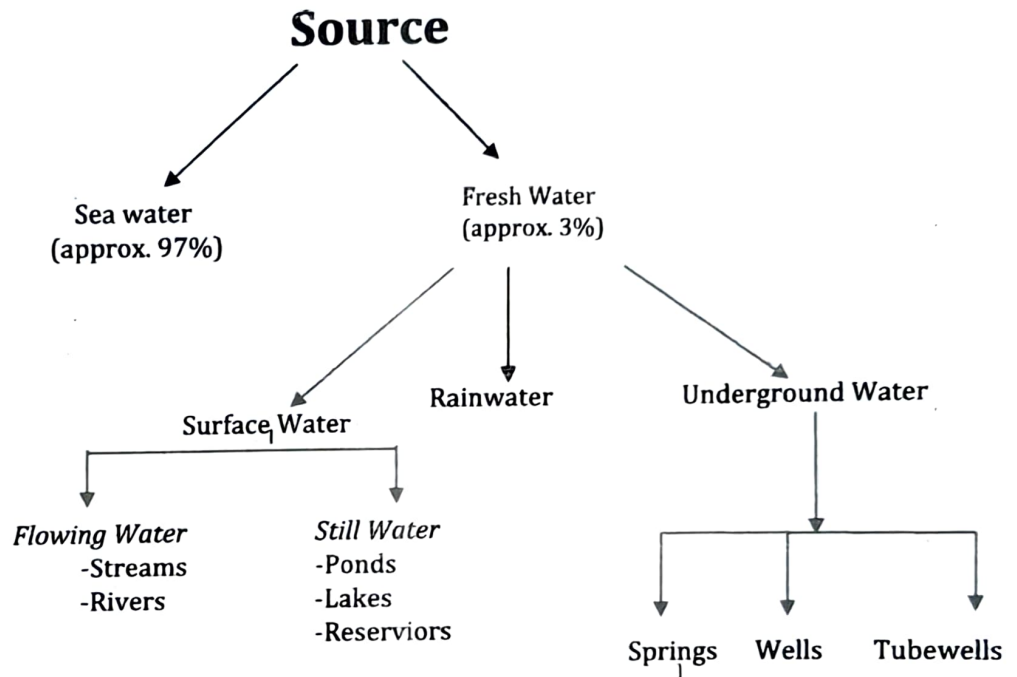 Source
Sea water
(approx. 97%)
Fresh Water
(approx. 3%)
Surface Water
Rainwater
Underground Water
Flowing Water
-Streams
-Rivers
Still Water
-Ponds
-Lakes
-Reserviors
Springs
Wells
Tubewells